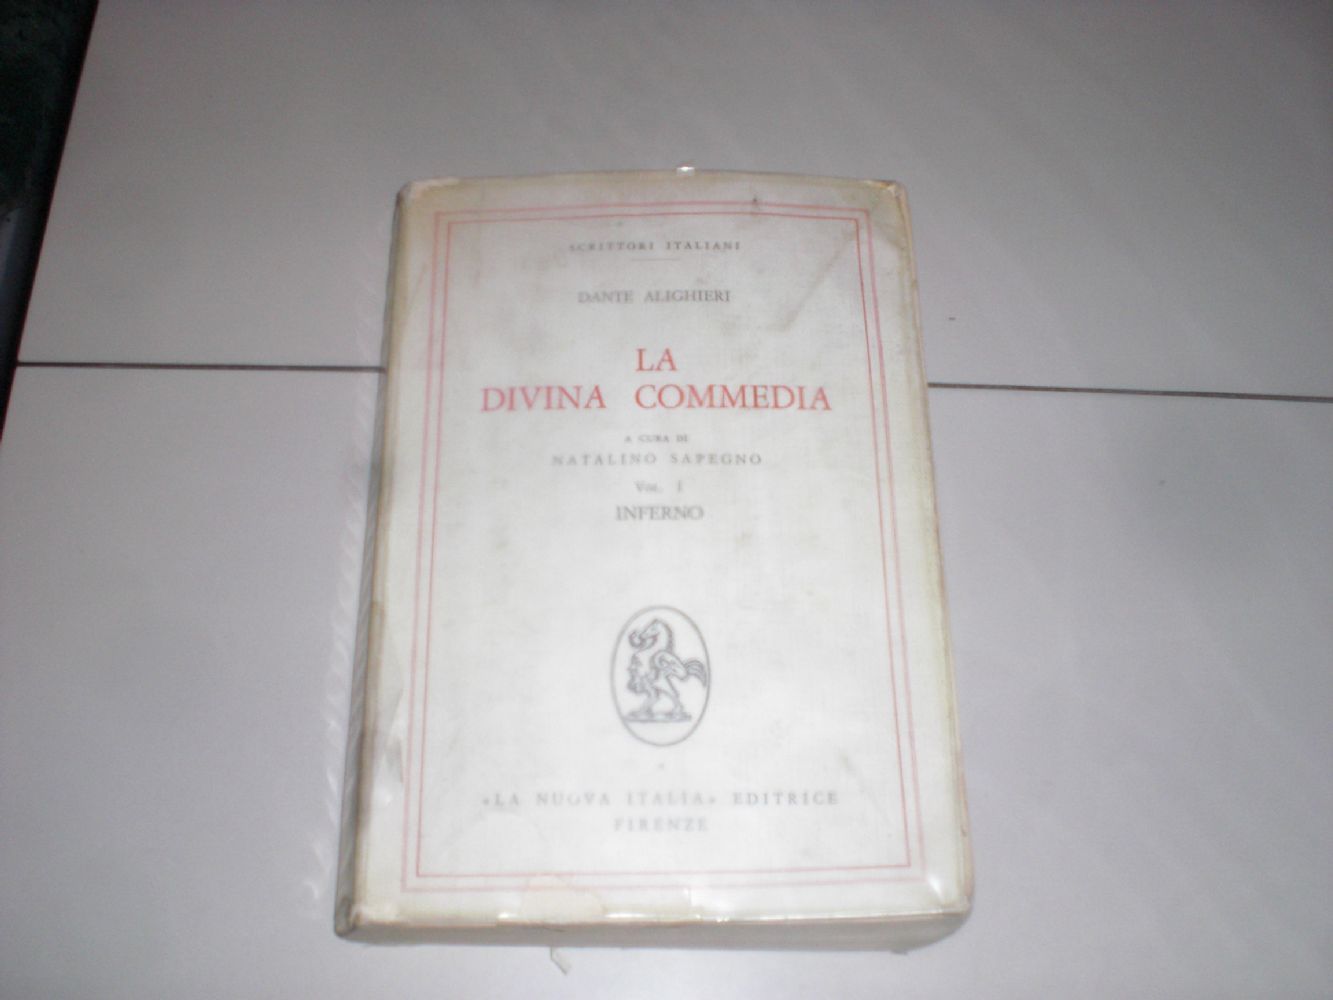 SCRITTORI ITALIANI
DANTE ALIGHIERI
LA
DIVINA COMMEDIA
A CURA DI
NATALINO SAPEGNO
VOL. I
INFERNO
«LA NUOVA ITALIA» EDITRICE
FIRENZE